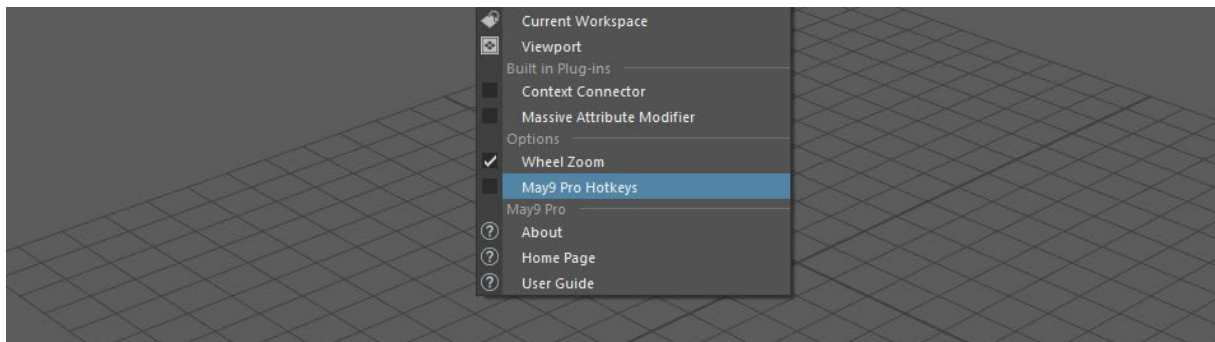 Current Workspace
Viewport
Built in Plug-ins
Context Connector
Massive Attribute Modifier
Options
Wheel Zoom
May9 Pro Hotkeys
May9 Pro
About
Home Page
User Guide